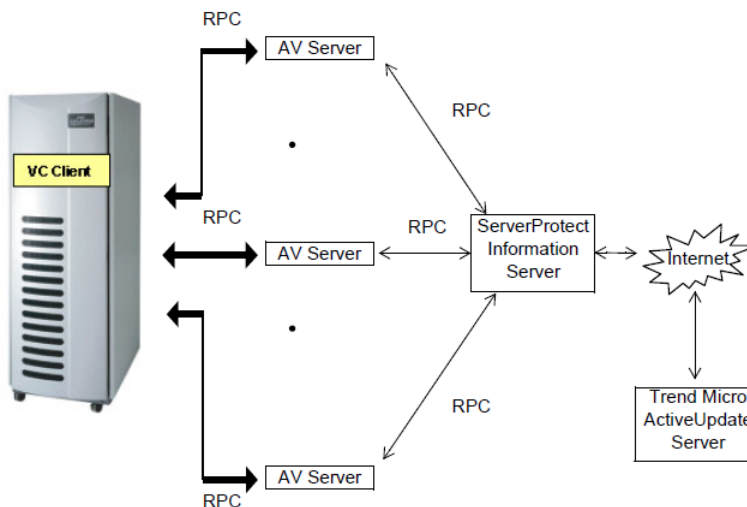 RPC
AV Server
RPC
VC Client
RPC
RPC
AV Server
ServerProtect
Information
Server
Internet
RPC
Trend Micro
ActiveUpdate
Server
AV Server
RPC